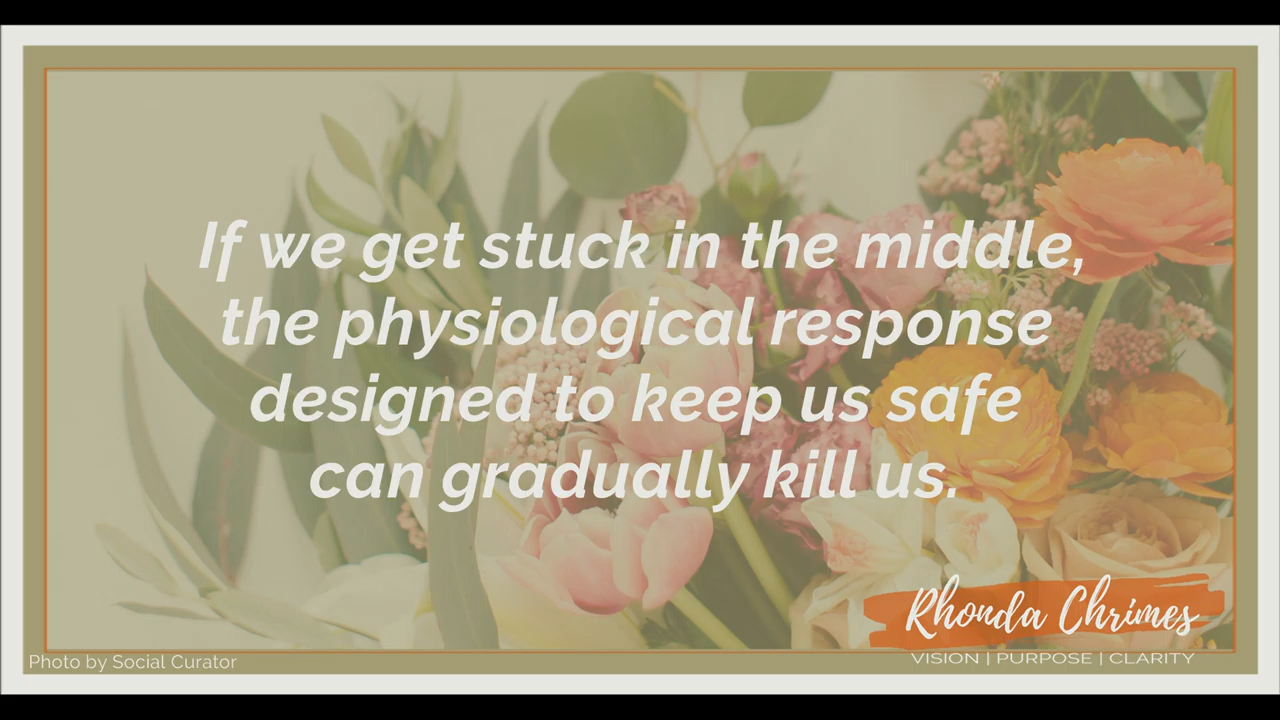 If we get stuck in the middle,
the physiological response
designed to keep us safe
can gradually kill us.
Rhonda Chrimes
VISION | PURPOSE | CLARITY
Photo by Social Curator